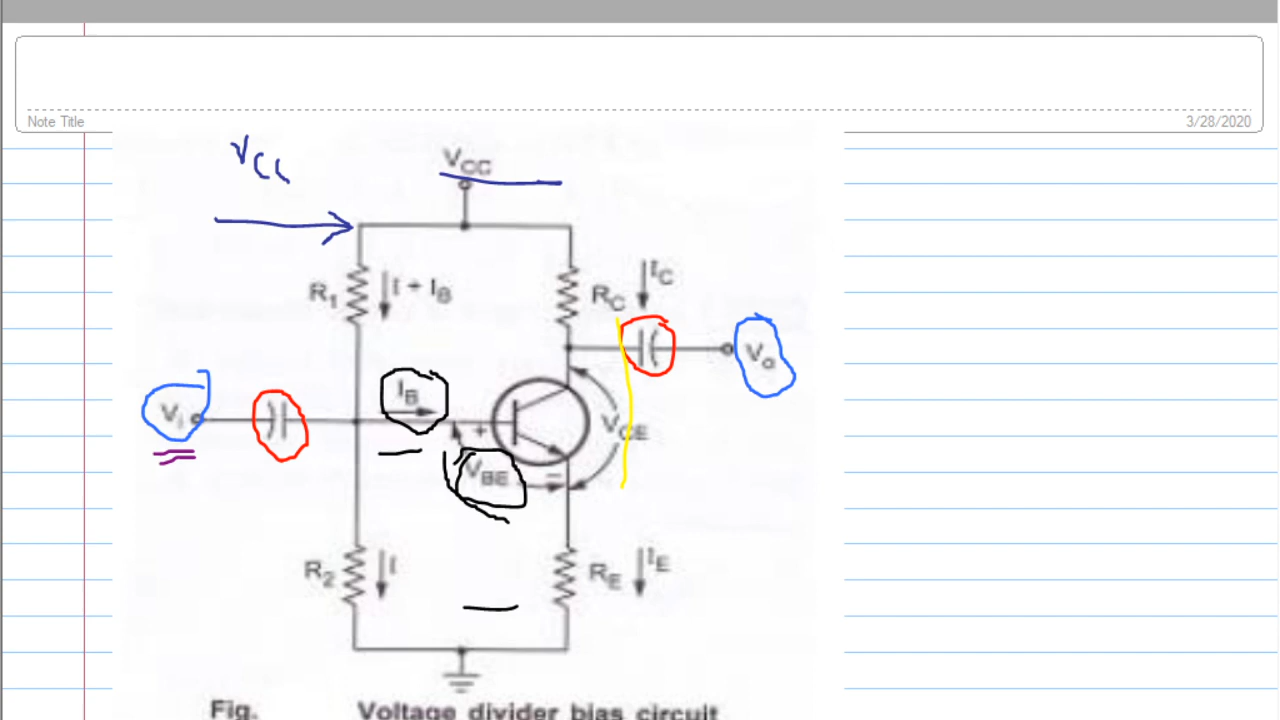 Note Title
3/28/2020
VCC
VCC
R1
I + IB
RC
IC
Vo
Vi
IB
VCE
VBE
+
−
R2
I
RE
IE
Fig. Voltage divider bias circuit